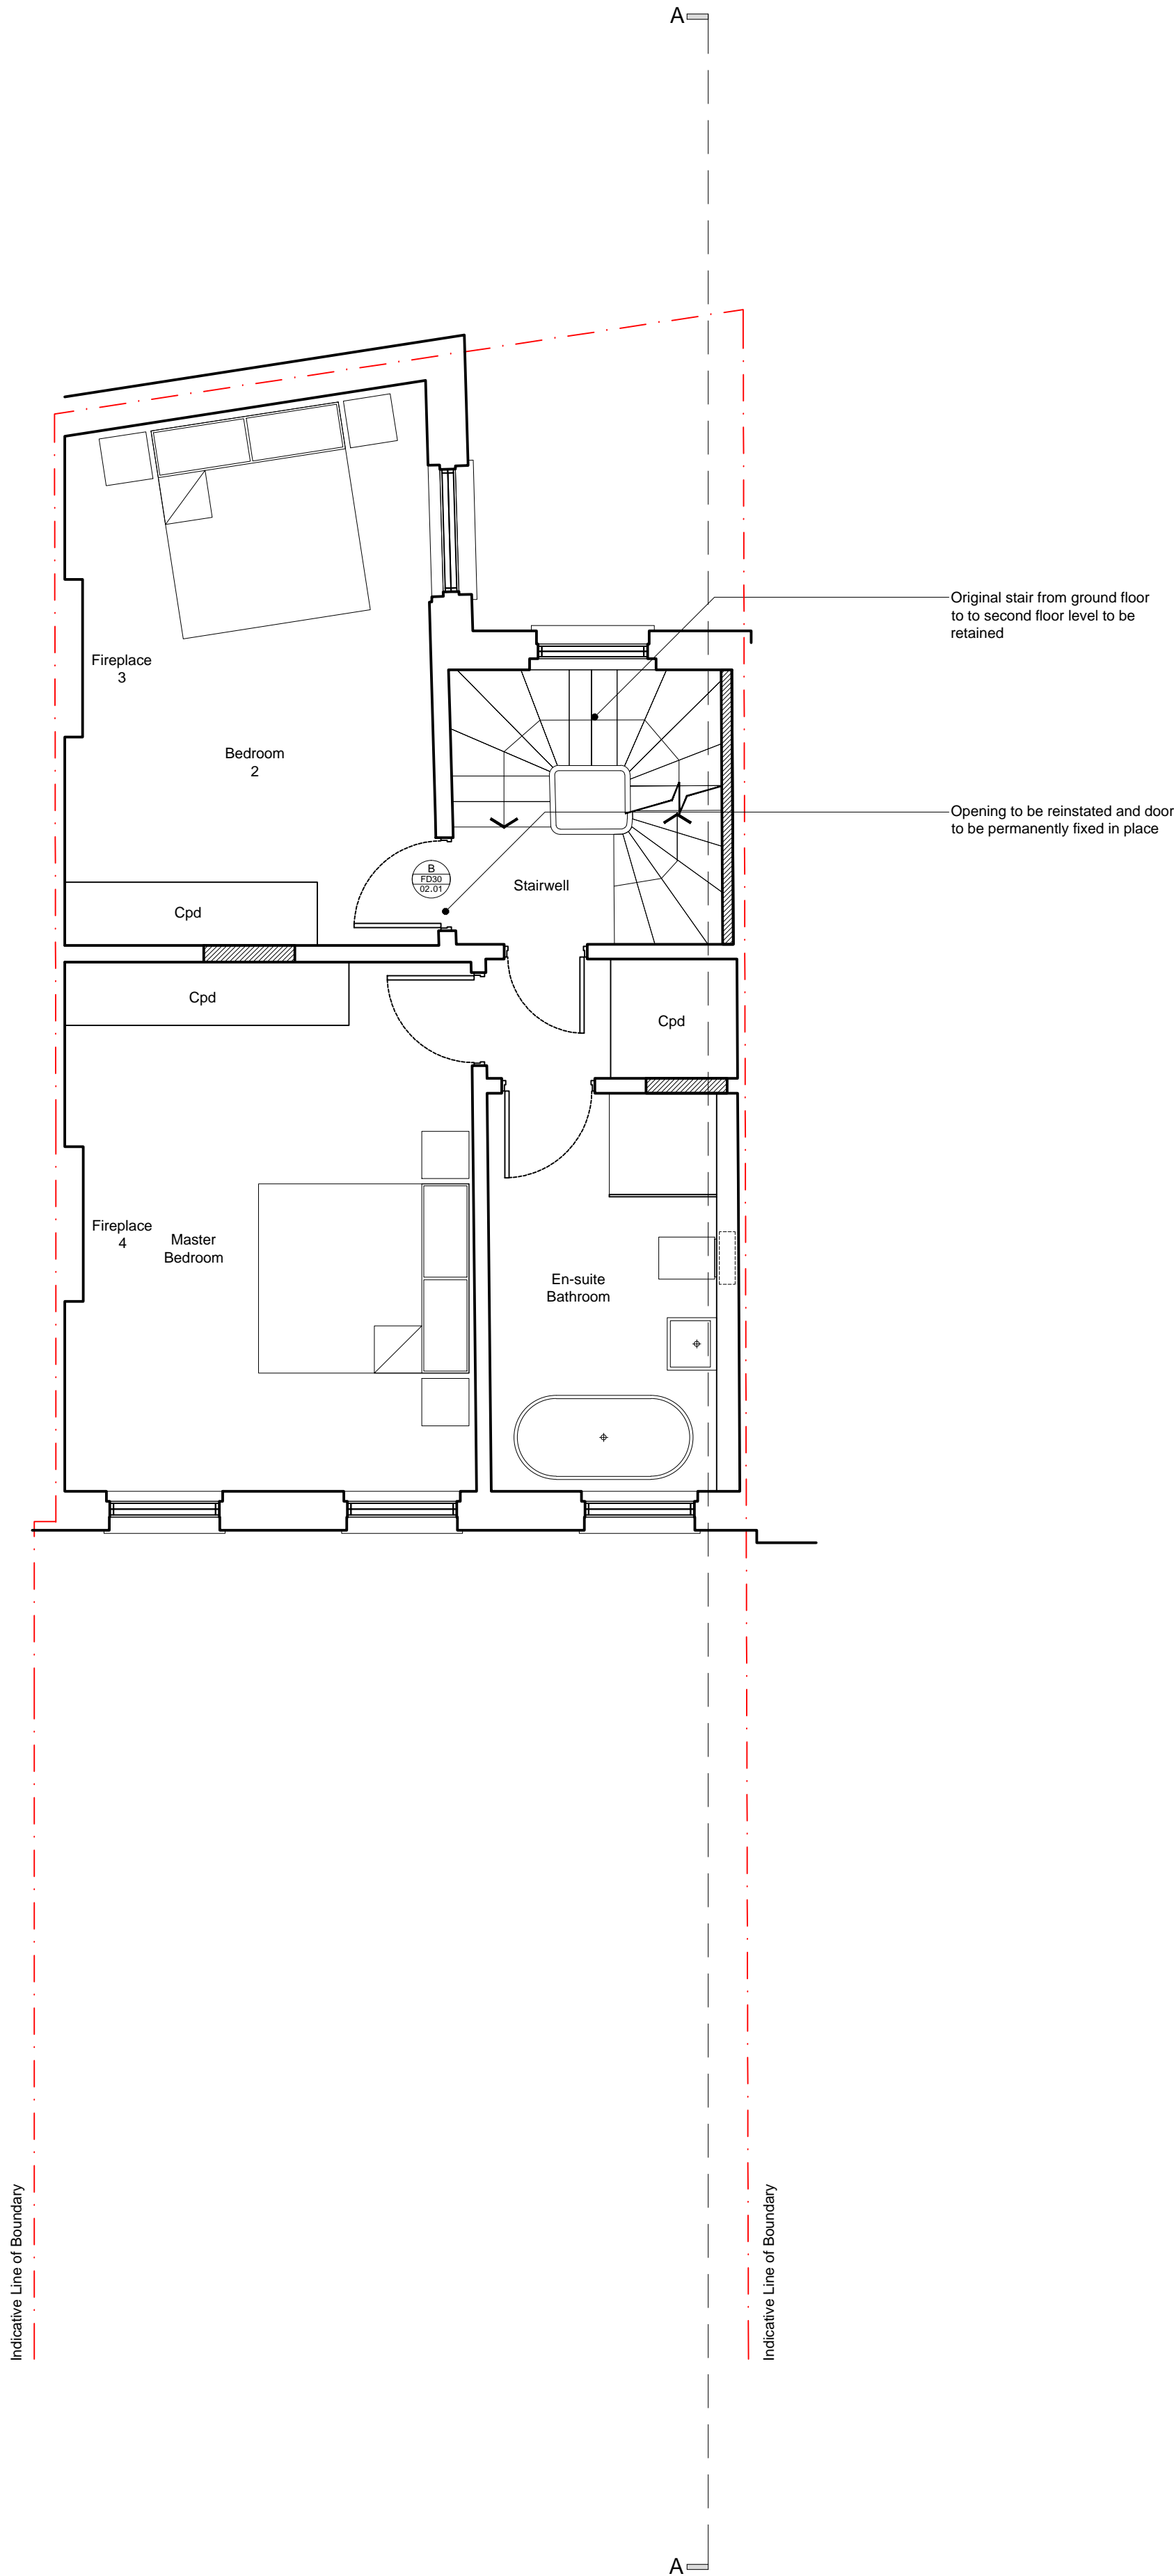 A
Original stair from ground floor
to to second floor level to be
retained
Fireplace
3
Bedroom
2
Opening to be reinstated and door
to be permanently fixed in place
B
FD30
02.01
Stairwell
Cpd
Cpd
Cpd
Fireplace
4
Master
Bedroom
En-suite
Bathroom
Indicative Line of Boundary
Indicative Line of Boundary
A